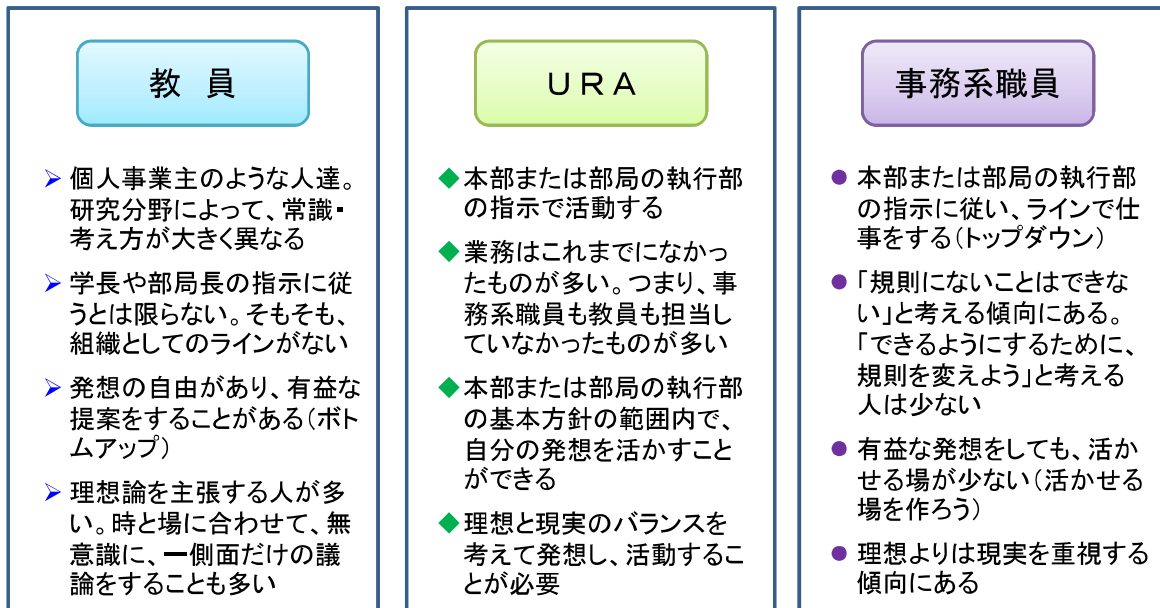 教 員
➢ 個人事業主のような人達。
研究分野によって、常識・
考え方が大きく異なる
➢ 学長や部局長の指示に従
うとは限らない。そもそも、
組織としてのラインがない
➢ 発想の自由があり、有益な
提案をすることがある(ボト
ムアップ)
➢ 理想論を主張する人が多
い。時と場に合わせて、無
意識に、一側面だけの議
論をすることも多い
URA
◆ 本部または部局の執行部
の指示で活動する
◆ 業務はこれまでになかっ
たものが多い。つまり、事
務系職員も教員も担当し
ていなかったものが多い
◆ 本部または部局の執行部
の基本方針の範囲内で、
自分の発想を活かすこと
ができる
◆ 理想と現実のバランスを
考えて発想し、活動するこ
とが必要
事務系職員
● 本部または部局の執行部
の指示に従い、ラインで仕
事をする(トップダウン)
● 「規則にないことはできな
い」と考える傾向にある。
「できるようにするために、
規則を変えよう」と考える
人は少ない
● 有益な発想をしても、活か
せる場が少ない(活かせる
場を作ろう)
● 理想よりは現実を重視する
傾向にある